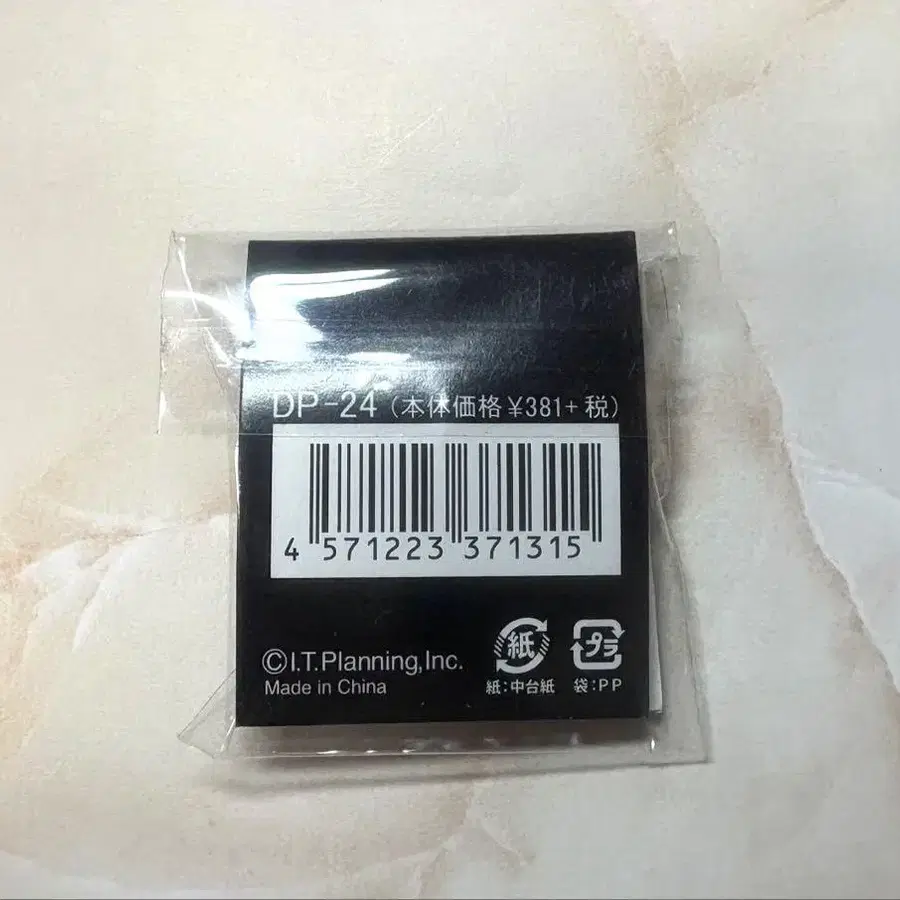 DP-24 (本体価格¥381+税)
4 571223 371315
©I.T.Planning,Inc.
Made in China
紙 プラ
紙:中台紙 袋:PP